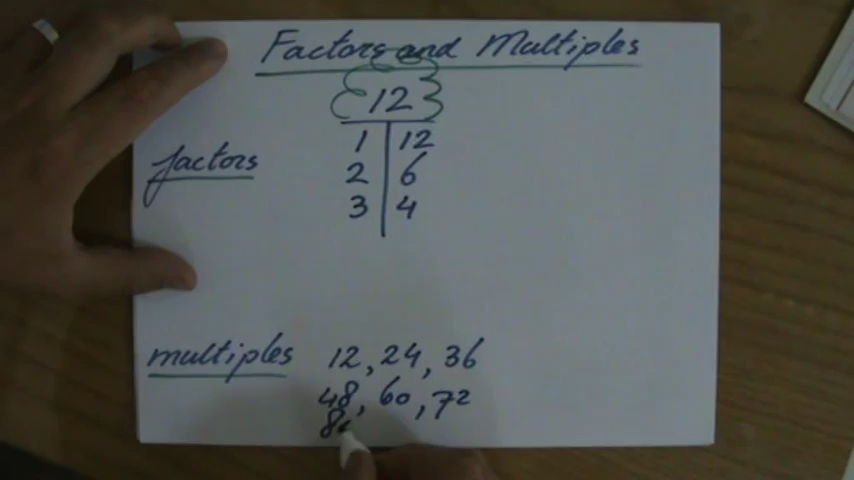 Factors and Multiples
12
factors
1 12
2 6
3 4
multiples 12, 24, 36
48, 60, 72